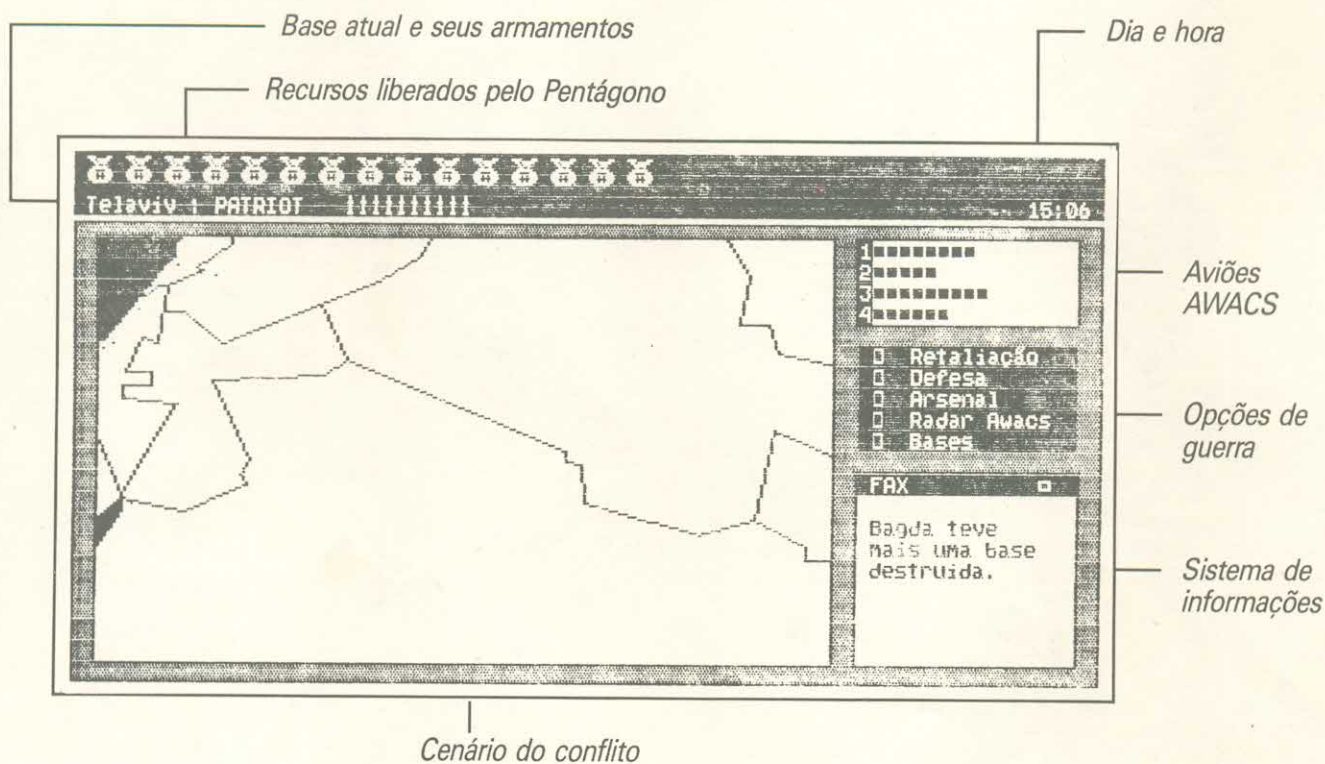 Base atual e seus armamentos
Dia e hora
Recursos liberados pelo Pentágono
Telaviv : PATRIOT
15:06
1
2
3
4
Aviões
AWACS
Retaliação
Defesa
Arsenal
Radar Awacs
Bases
Opções de
guerra
FAX
Bagda teve
mais uma base
destruida.
Sistema de
informações
Cenário do conflito